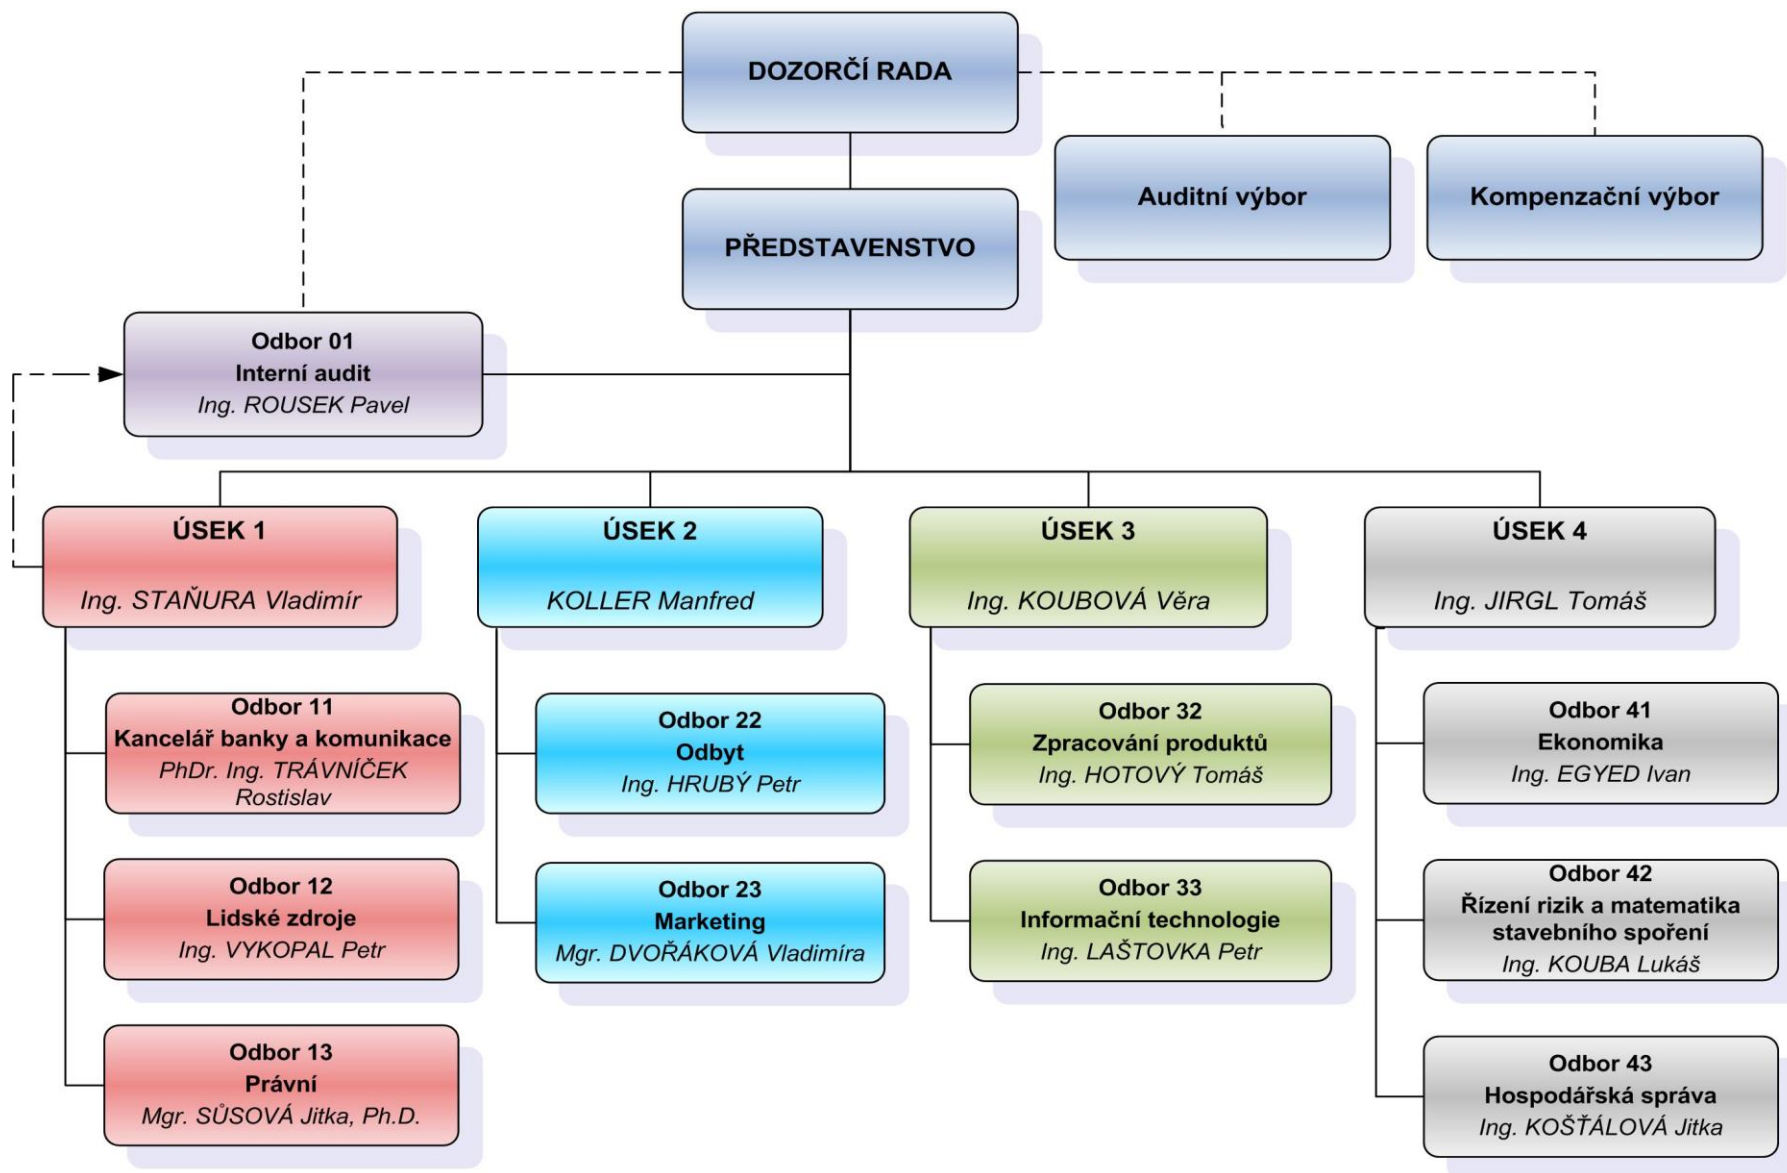 DOZORČÍ RADA
Auditní výbor
Kompenzační výbor
PŘEDSTAVENSTVO
Odbor 01
Interní audit
Ing. ROUSEK Pavel
ÚSEK 1
Ing. STAŇURA Vladimír
Odbor 11
Kancelář banky a komunikace
PhDr. Ing. TRÁVNÍČEK
Rostislav
Odbor 12
Lidské zdroje
Ing. VYKOPAL Petr
Odbor 13
Právní
Mgr. SŮSOVÁ Jitka, Ph.D.
ÚSEK 2
KOLLER Manfred
Odbor 22
Odbyt
Ing. HRUBÝ Petr
Odbor 23
Marketing
Mgr. DVOŘÁKOVÁ Vladimíra
ÚSEK 3
Ing. KOUBOVÁ Věra
Odbor 32
Zpracování produktů
Ing. HOTOVÝ Tomáš
Odbor 33
Informační technologie
Ing. LAŠTOVKA Petr
ÚSEK 4
Ing. JIRGL Tomáš
Odbor 41
Ekonomika
Ing. EGYED Ivan
Odbor 42
Řízení rizik a matematika
stavebního spoření
Ing. KOUBA Lukáš
Odbor 43
Hospodářská správa
Ing. KOŠŤÁLOVÁ Jitka